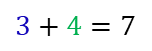 3 + 4 = 7